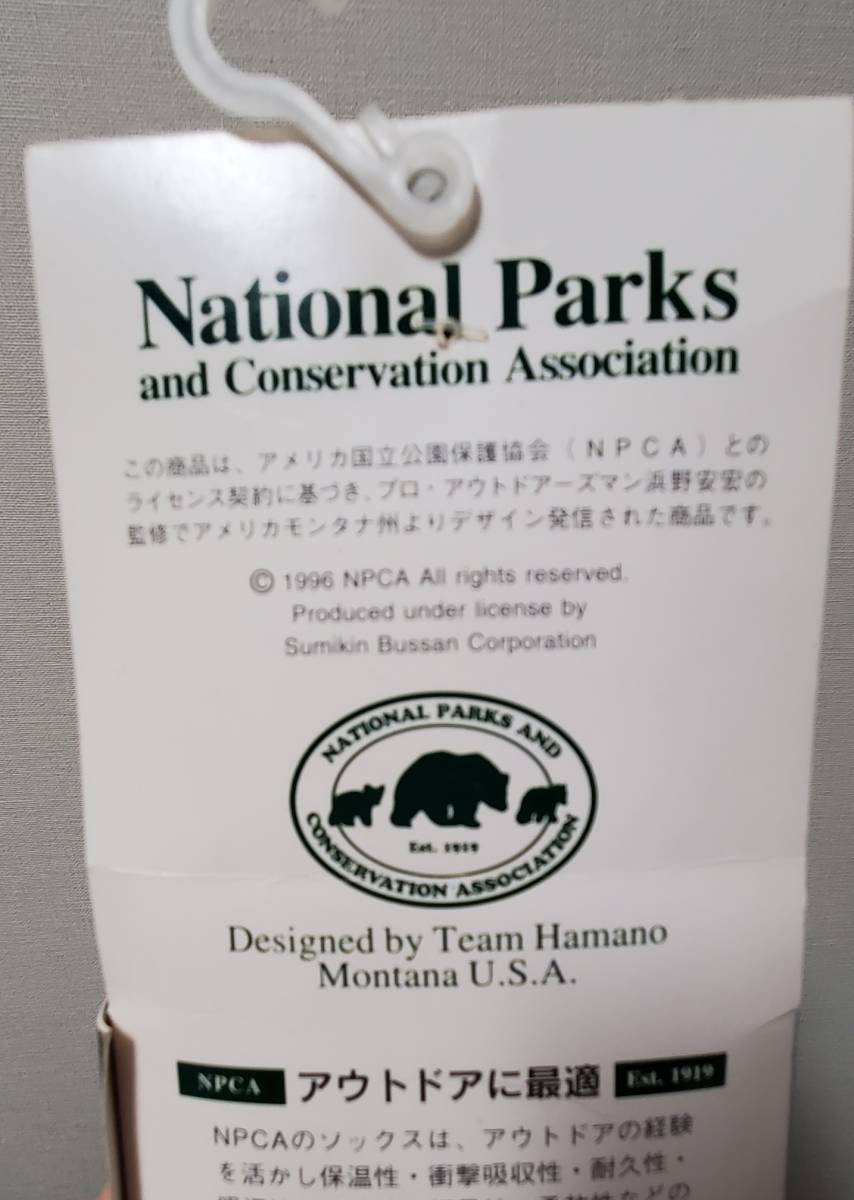 National Parks
and Conservation Association
この商品は、アメリカ国立公園保護協会（NPCA）との
ライセンス契約に基づき、プロ・アウトドアーズマン浜野安宏の
監修でアメリカモンタナ州よりデザイン発信された商品です。
© 1996 NPCA All rights reserved.
Produced under license by
Sumikin Bussan Corporation
NATIONAL PARKS AND
Est. 1919
CONSERVATION ASSOCIATION
Designed by Team Hamano
Montana U.S.A.
NPCA アウトドアに最適 Est. 1919
NPCAのソックスは、アウトドアの経験
を活かし保温性・衝撃吸収性・耐久性・